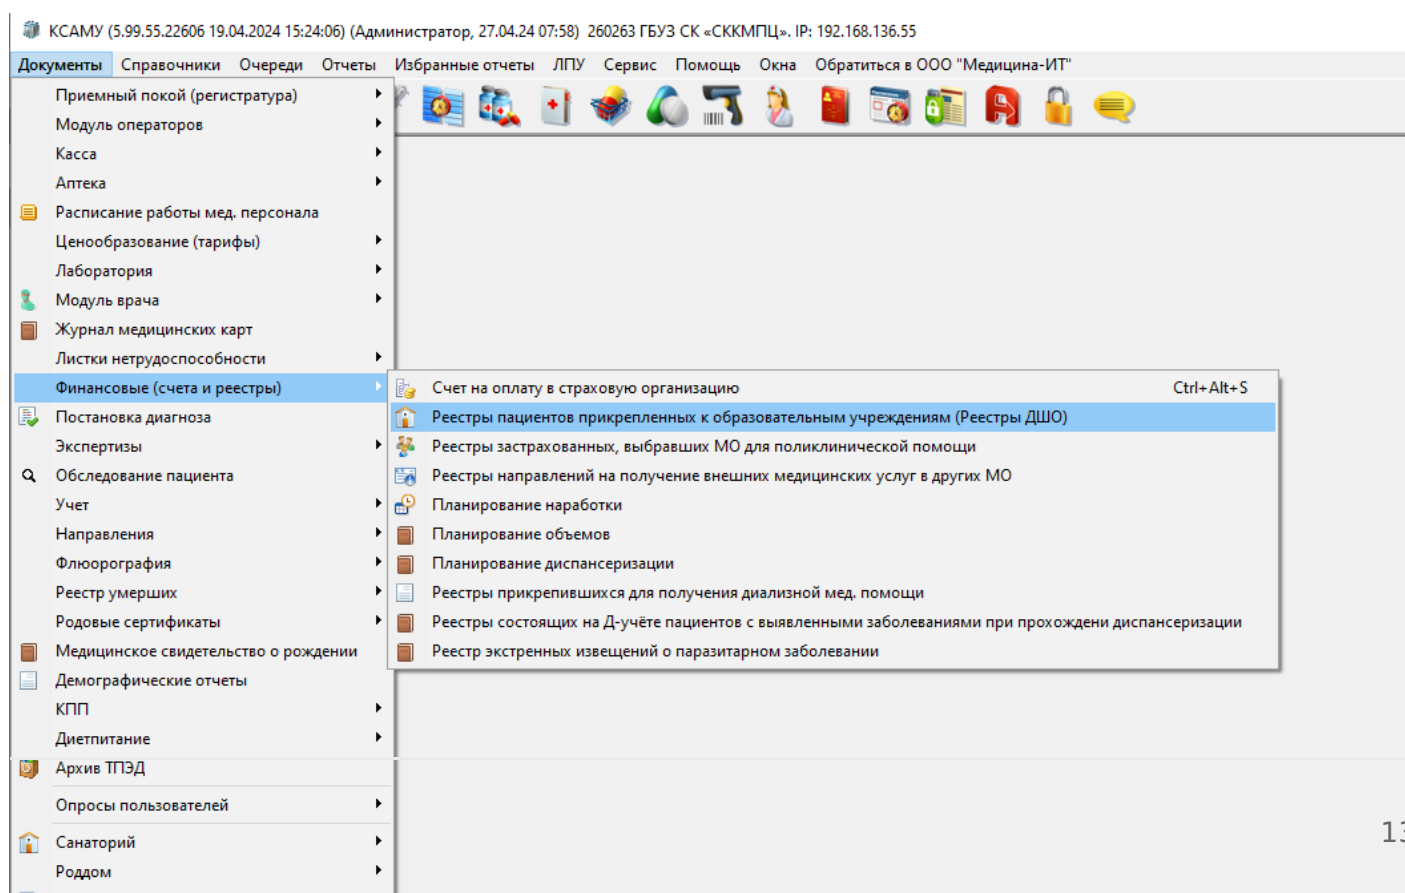 КСАМУ (5.99.55.22606 19.04.2024 15:24:06) (Администратор, 27.04.24 07:58) 260263 ГБУЗ СК «СККМПЦ». IP: 192.168.136.55
Документы Справочники Очереди Отчеты Избранные отчеты ЛПУ Сервис Помощь Окна Обратиться в ООО "Медицина-ИТ"
Приемный покой (регистратура)
Модуль операторов
Касса
Аптека
Расписание работы мед. персонала
Ценообразование (тарифы)
Лаборатория
Модуль врача
Журнал медицинских карт
Листки нетрудоспособности
Финансовые (счета и реестры)
Постановка диагноза
Экспертизы
Обследование пациента
Учет
Направления
Флюорография
Реестр умерших
Родовые сертификаты
Медицинское свидетельство о рождении
Демографические отчеты
КПП
Диетпитание
Архив ТПЭД
Опросы пользователей
Санаторий
Роддом
Счет на оплату в страховую организацию Ctrl+Alt+S
Реестры пациентов прикрепленных к образовательным учреждениям (Реестры ДШО)
Реестры застрахованных, выбравших МО для поликлинической помощи
Реестры направлений на получение внешних медицинских услуг в других МО
Планирование наработки
Планирование объемов
Планирование диспансеризации
Реестры прикрепившихся для получения диализной мед. помощи
Реестры состоящих на Д-учёте пациентов с выявленными заболеваниями при прохождени диспансеризации
Реестр экстренных извещений о паразитарном заболевании
13